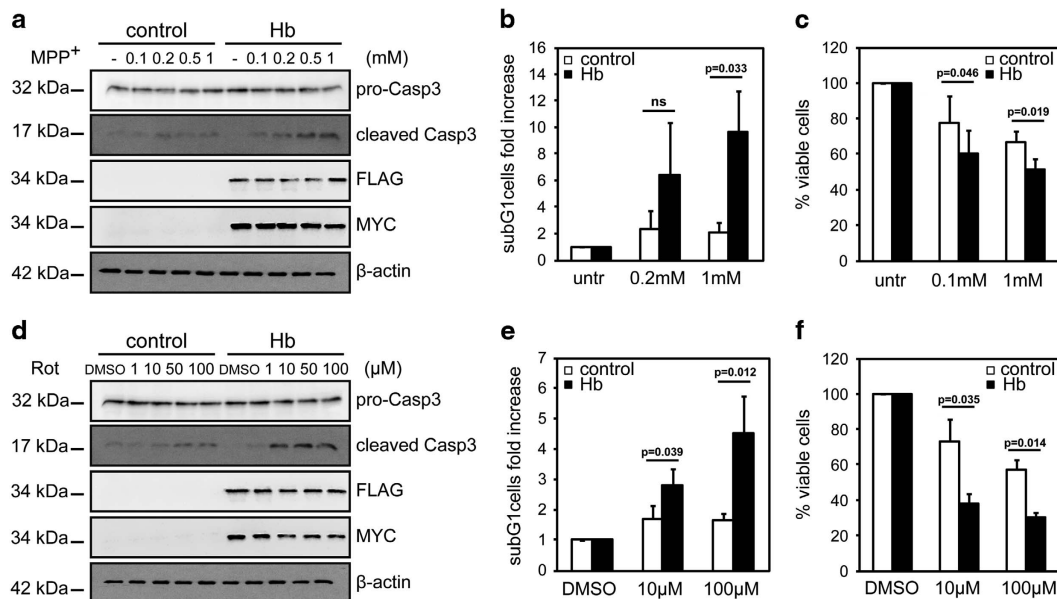 a
control Hb
MPP+ - 0.1 0.2 0.5 1 - 0.1 0.2 0.5 1 (mM)
32 kDa pro-Casp3
17 kDa cleaved Casp3
34 kDa FLAG
34 kDa MYC
42 kDa β-actin
b
subG1cells fold increase
16
14
12
10
8
6
4
2
0
control
Hb
ns
p=0.033
untr 0.2mM 1mM
c
% viable cells
120
100
80
60
40
20
0
control
Hb
p=0.046
p=0.019
untr 0.1mM 1mM
d
control Hb
Rot DMSO 1 10 50 100 DMSO 1 10 50 100 (µM)
32 kDa pro-Casp3
17 kDa cleaved Casp3
34 kDa FLAG
34 kDa MYC
42 kDa β-actin
e
subG1cells fold increase
7
6
5
4
3
2
1
0
control
Hb
p=0.039
p=0.012
DMSO 10µM 100µM
f
% viable cells
120
100
80
60
40
20
0
control
Hb
p=0.035
p=0.014
DMSO 10µM 100µM